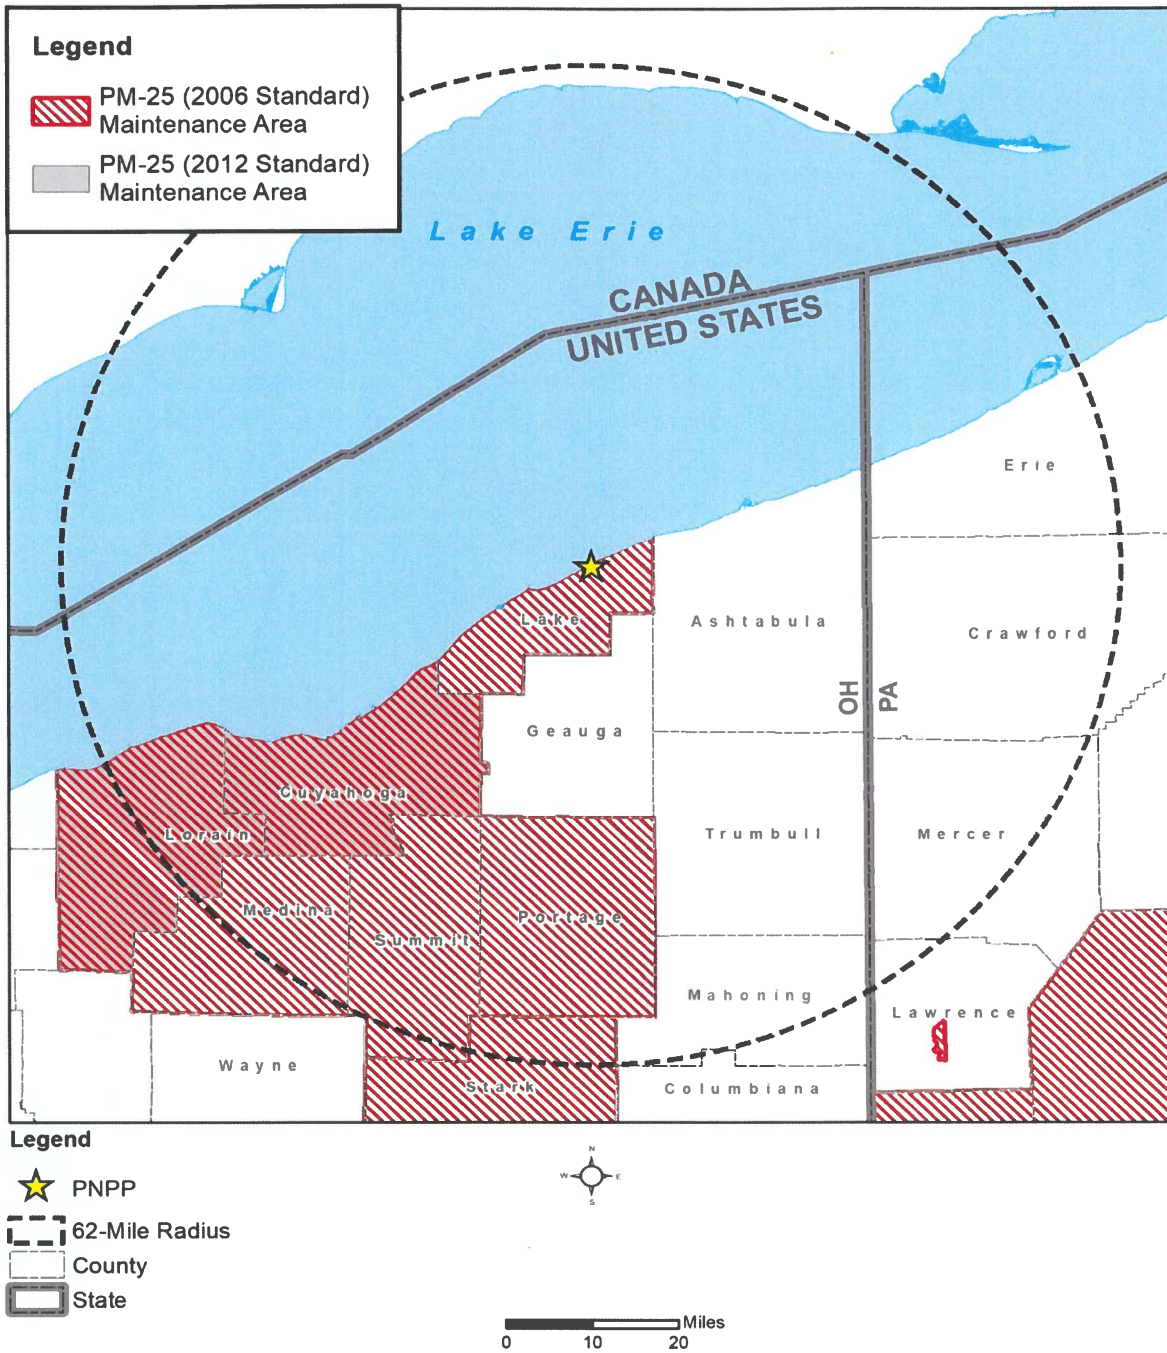 Legend
PM-25 (2006 Standard)
Maintenance Area
PM-25 (2012 Standard)
Maintenance Area
Lake Erie
CANADA
UNITED STATES
Erie
Lake
Ashtabula
Crawford
OH
PA
Geauga
Cuyahoga
Lorain
Trumbull
Mercer
Medina
Portage
Summit
Mahoning
Lawrence
Wayne
Stark
Columbiana
Legend
PNPP
62-Mile Radius
County
State
N
W
E
S
Miles
0
10
20